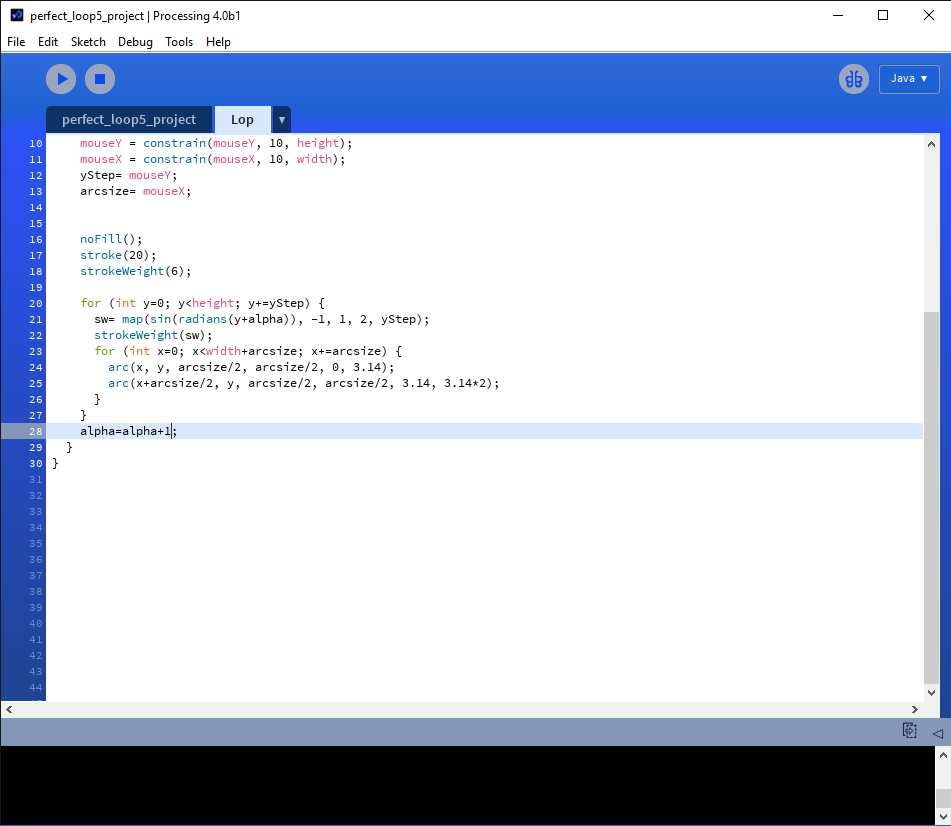 perfect_loop5_project | Processing 4.0b1
File Edit Sketch Debug Tools Help
Java ▼
perfect_loop5_project Lop ▼
10 mouseY = constrain(mouseY, 10, height);
11 mouseX = constrain(mouseX, 10, width);
12 yStep= mouseY;
13 arcsize= mouseX;
14
15
16 noFill();
17 stroke(20);
18 strokeWeight(6);
19
20 for (int y=0; y<height; y+=yStep) {
21 sw= map(sin(radians(y+alpha)), -1, 1, 2, yStep);
22 strokeWeight(sw);
23 for (int x=0; x<width+arcsize; x+=arcsize) {
24 arc(x, y, arcsize/2, arcsize/2, 0, 3.14);
25 arc(x+arcsize/2, y, arcsize/2, arcsize/2, 3.14, 3.14*2);
26 }
27 }
28 alpha=alpha+1;
29 }
30 }
31
32
33
34
35
36
37
38
39
40
41
42
43
44